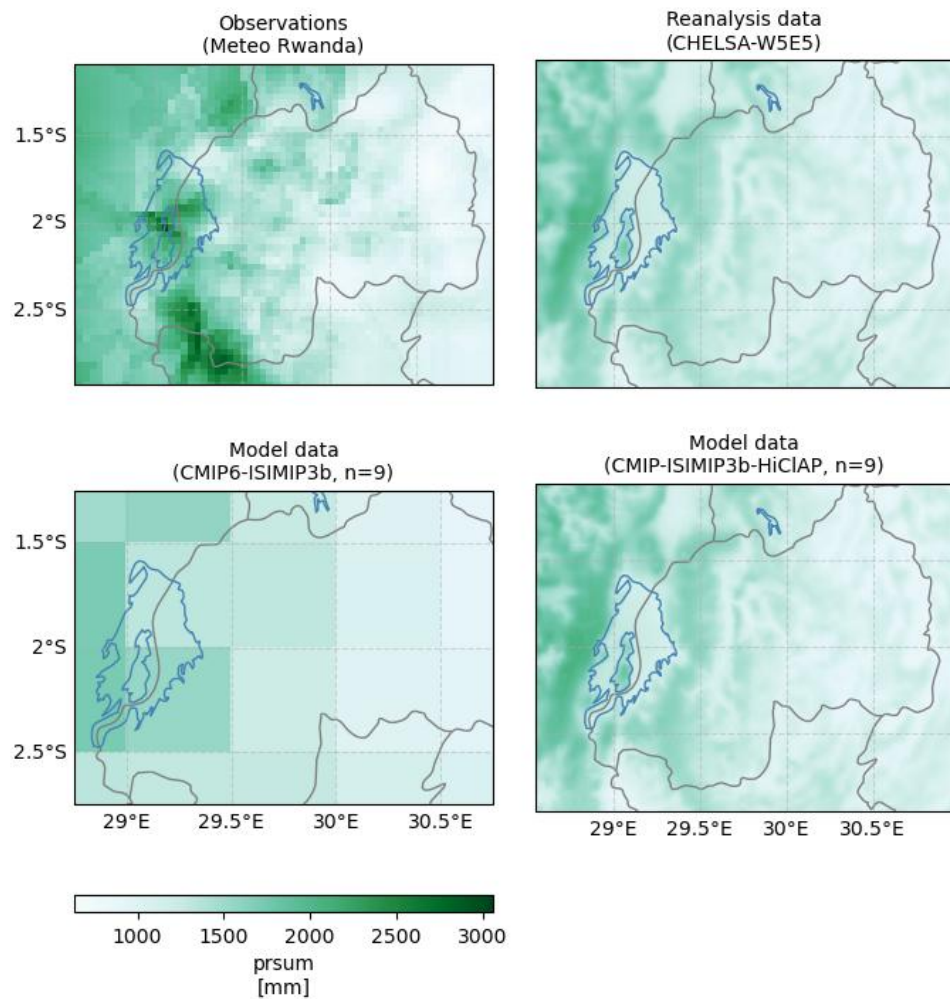 Observations
(Meteo Rwanda)
Reanalysis data
(CHELSA-W5E5)
1.5°S
2°S
2.5°S
Model data
(CMIP6-ISIMIP3b, n=9)
Model data
(CMIP-ISIMIP3b-HiClAP, n=9)
1.5°S
2°S
2.5°S
29°E 29.5°E 30°E 30.5°E
29°E 29.5°E 30°E 30.5°E
1000 1500 2000 2500 3000
prsum
[mm]